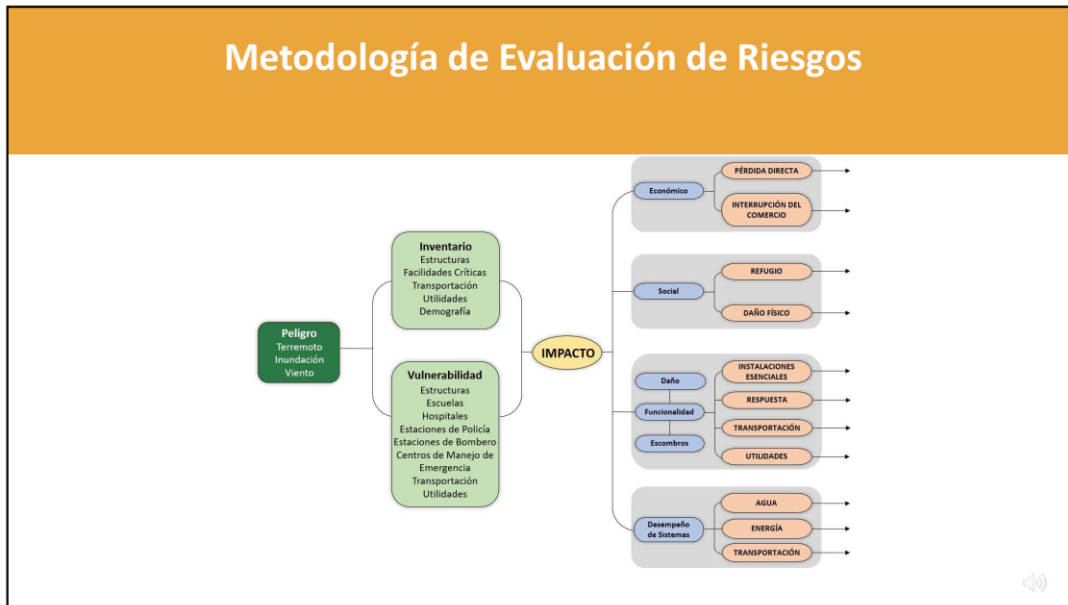 Metodología de Evaluación de Riesgos
Peligro
Terremoto
Inundación
Viento
Inventario
Estructuras
Facilidades Críticas
Transportación
Utilidades
Demografía
Vulnerabilidad
Estructuras
Escuelas
Hospitales
Estaciones de Policía
Estaciones de Bombero
Centros de Manejo de
Emergencia
Transportación
Utilidades
IMPACTO
Económico
PÉRDIDA DIRECTA
INTERRUPCIÓN DEL
COMERCIO
Social
REFUGIO
DAÑO FÍSICO
Daño
Funcionalidad
Escombros
INSTALACIONES
ESENCIALES
RESPUESTA
TRANSPORTACIÓN
UTILIDADES
Desempeño
de Sistemas
AGUA
ENERGÍA
TRANSPORTACIÓN